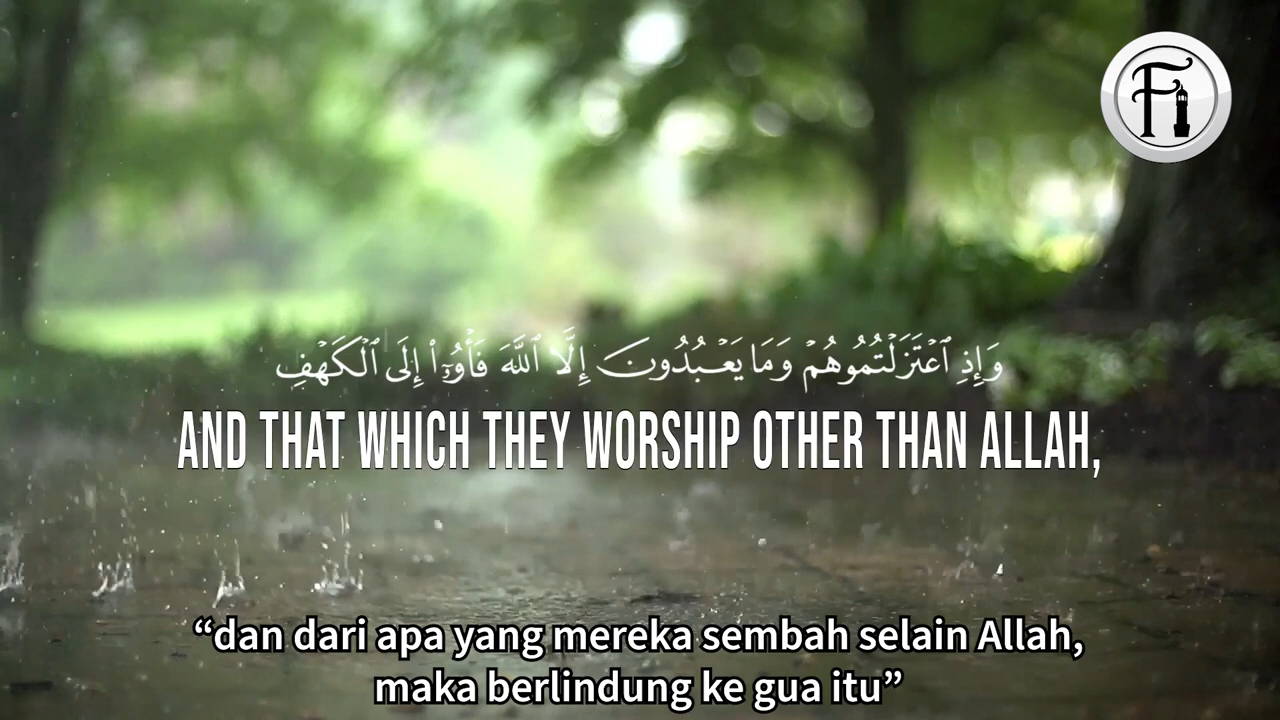 Fi
وَإِذِ ٱعْتَزَلْتُمُوهُمْ وَمَا يَعْبُدُونَ إِلَّا ٱللَّهَ فَأْوُۥٓا۟ إِلَى ٱلْكَهْفِ
AND THAT WHICH THEY WORSHIP OTHER THAN ALLAH,
“dan dari apa yang mereka sembah selain Allah,
maka berlindung ke gua itu”